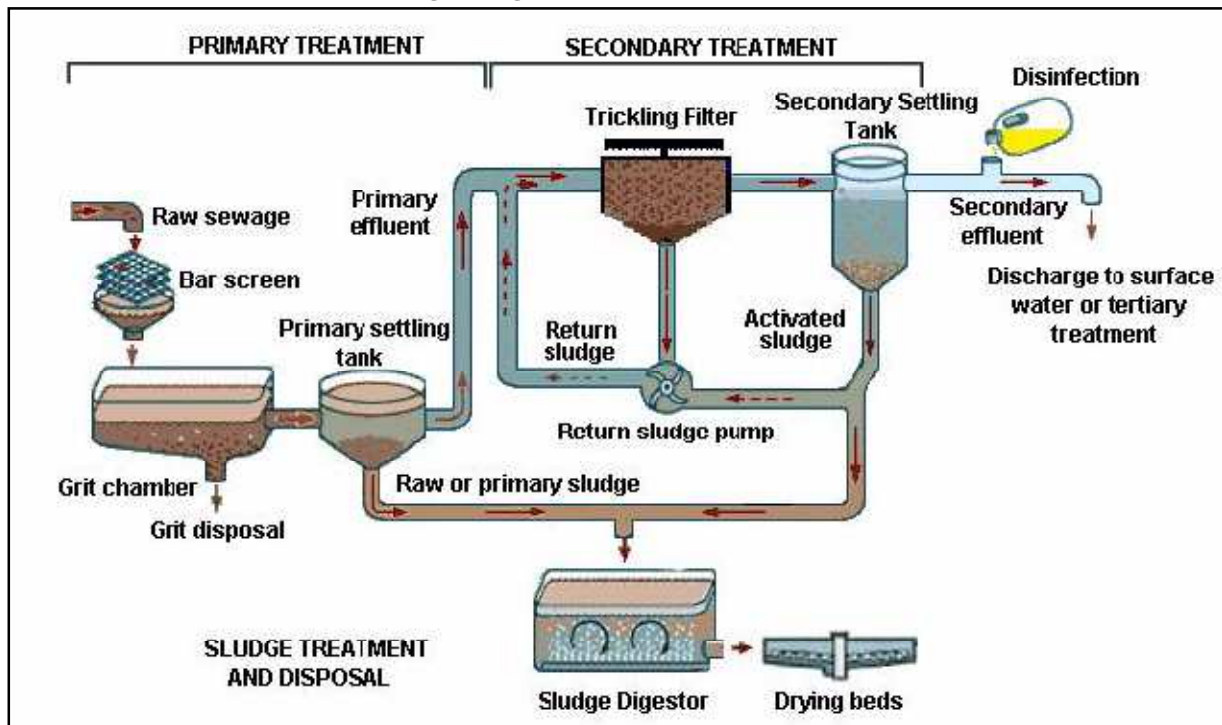 PRIMARY TREATMENT
SECONDARY TREATMENT
Disinfection
Secondary Settling
Tank
Trickling Filter
Raw sewage
Primary
effluent
Secondary
effluent
Bar screen
Discharge to surface
water or tertiary
treatment
Primary settling
tank
Return
sludge
Activated
sludge
Return sludge pump
Grit chamber
Raw or primary sludge
Grit disposal
SLUDGE TREATMENT
AND DISPOSAL
Sludge Digestor
Drying beds